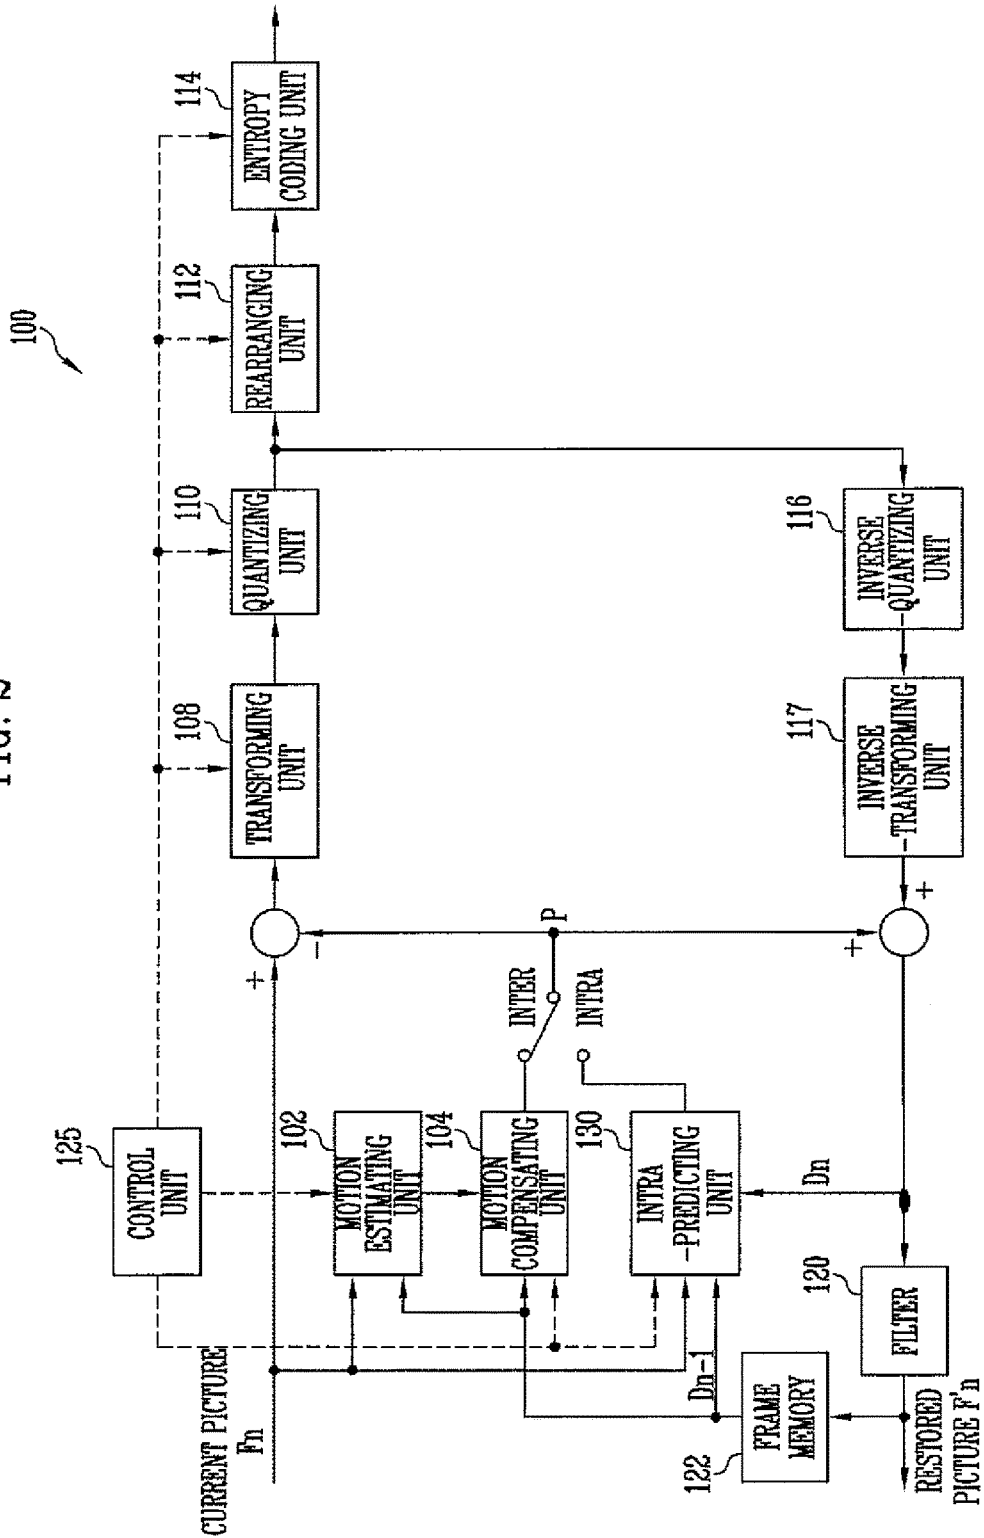 100
CURRENT PICTURE
Fn
125
CONTROL
UNIT
102
MOTION
ESTIMATING
UNIT
104
MOTION
COMPENSATING
UNIT
130
INTRA
-PREDICTING
UNIT
INTER
INTRA
P
+
-
108
TRANSFORMING
UNIT
110
QUANTIZING
UNIT
112
REARRANGING
UNIT
114
ENTROPY
CODING UNIT
116
INVERSE
-QUANTIZING
UNIT
117
INVERSE
-TRANSFORMING
UNIT
+
+
Dn
Dn-1
120
FILTER
122
FRAME
MEMORY
RESTORED
PICTURE F'n